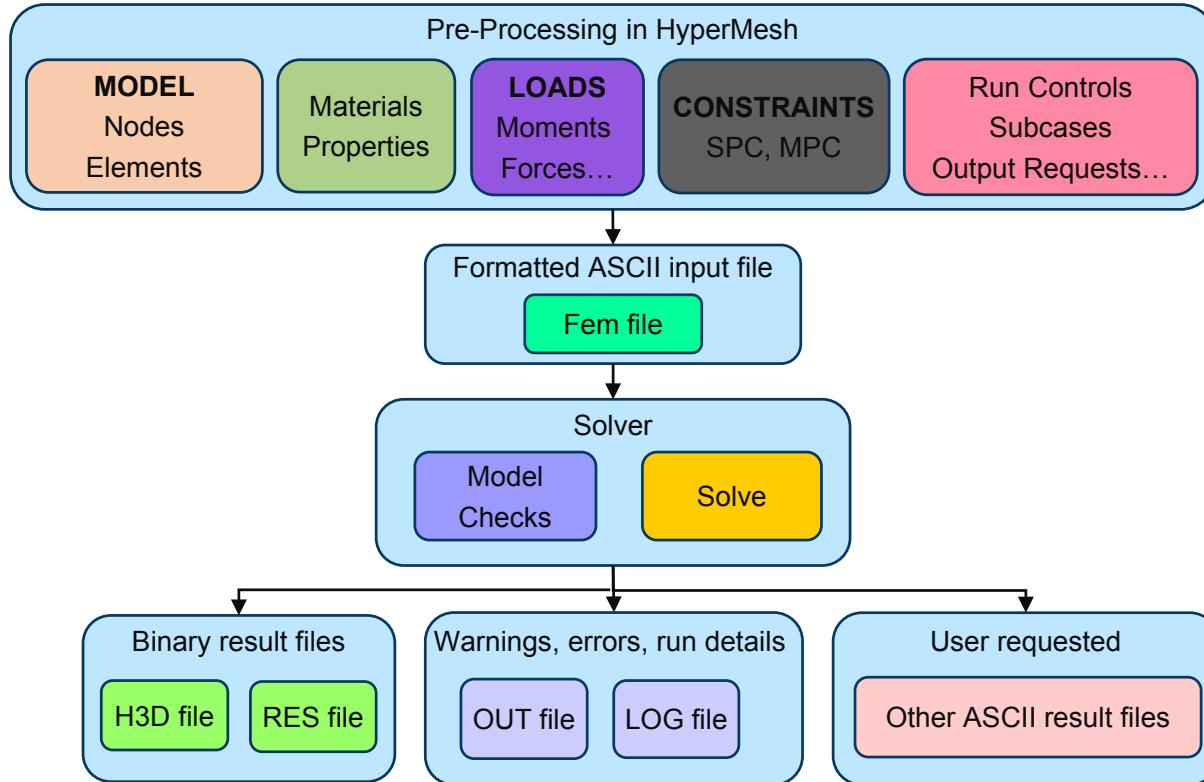 Pre-Processing in HyperMesh
MODEL
Nodes
Elements
Materials
Properties
LOADS
Moments
Forces…
CONSTRAINTS
SPC, MPC
Run Controls
Subcases
Output Requests…
Formatted ASCII input file
Fem file
Solver
Model
Checks
Solve
Binary result files
H3D file
RES file
Warnings, errors, run details
OUT file
LOG file
User requested
Other ASCII result files